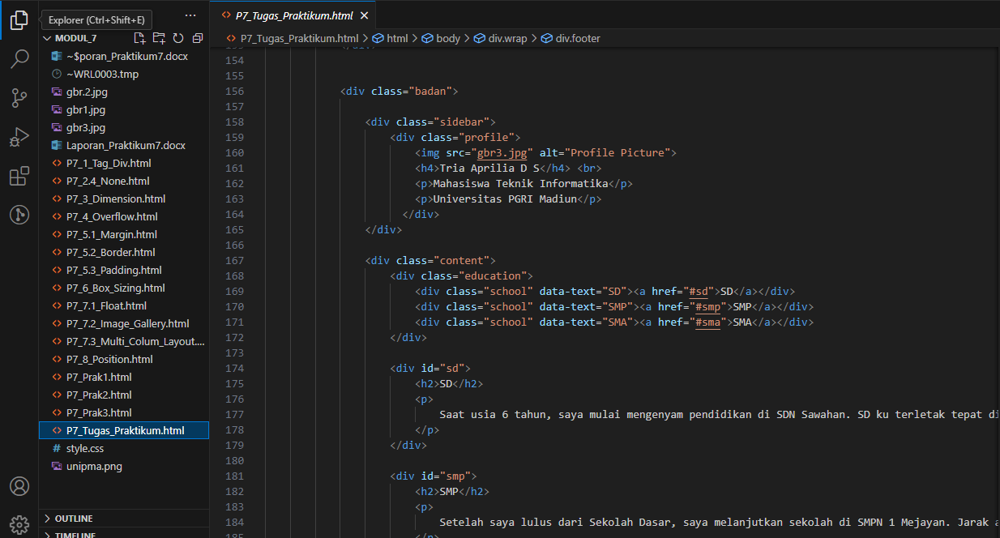 Explorer (Ctrl+Shift+E)
...
MODUL_7
~$poran_Praktikum7.docx
~WRL0003.tmp
gbr.2.jpg
gbr1.jpg
gbr3.jpg
Laporan_Praktikum7.docx
P7_1_Tag_Div.html
P7_2.4_None.html
P7_3_Dimension.html
P7_4_Overflow.html
P7_5.1_Margin.html
P7_5.2_Border.html
P7_5.3_Padding.html
P7_6_Box_Sizing.html
P7_7.1_Float.html
P7_7.2_Image_Gallery.html
P7_7.3_Multi_Colum_Layout....
P7_8_Position.html
P7_Prak1.html
P7_Prak2.html
P7_Prak3.html
P7_Tugas_Praktikum.html
# style.css
unipma.png
OUTLINE
TIMELINE
P7_Tugas_Praktikum.html
P7_Tugas_Praktikum.html > html > body > div.wrap > div.footer
153 </div>
154
155
156 <div class="badan">
157
158 <div class="sidebar">
159 <div class="profile">
160 <img src="gbr3.jpg" alt="Profile Picture">
161 <h4>Tria Aprilia D S</h4> <br>
162 <p>Mahasiswa Teknik Informatika</p>
163 <p>Universitas PGRI Madiun</p>
164 </div>
165 </div>
166
167 <div class="content">
168 <div class="education">
169 <div class="school" data-text="SD"><a href="#sd">SD</a></div>
170 <div class="school" data-text="SMP"><a href="#smp">SMP</a></div>
171 <div class="school" data-text="SMA"><a href="#sma">SMA</a></div>
172 </div>
173
174 <div id="sd">
175 <h2>SD</h2>
176 <p>
177 Saat usia 6 tahun, saya mulai mengenyam pendidikan di SDN Sawahan. SD ku terletak tepat di
178 </p>
179 </div>
180
181 <div id="smp">
182 <h2>SMP</h2>
183 <p>
184 Setelah saya lulus dari Sekolah Dasar, saya melanjutkan sekolah di SMPN 1 Mejayan. Jarak a
185 </p>